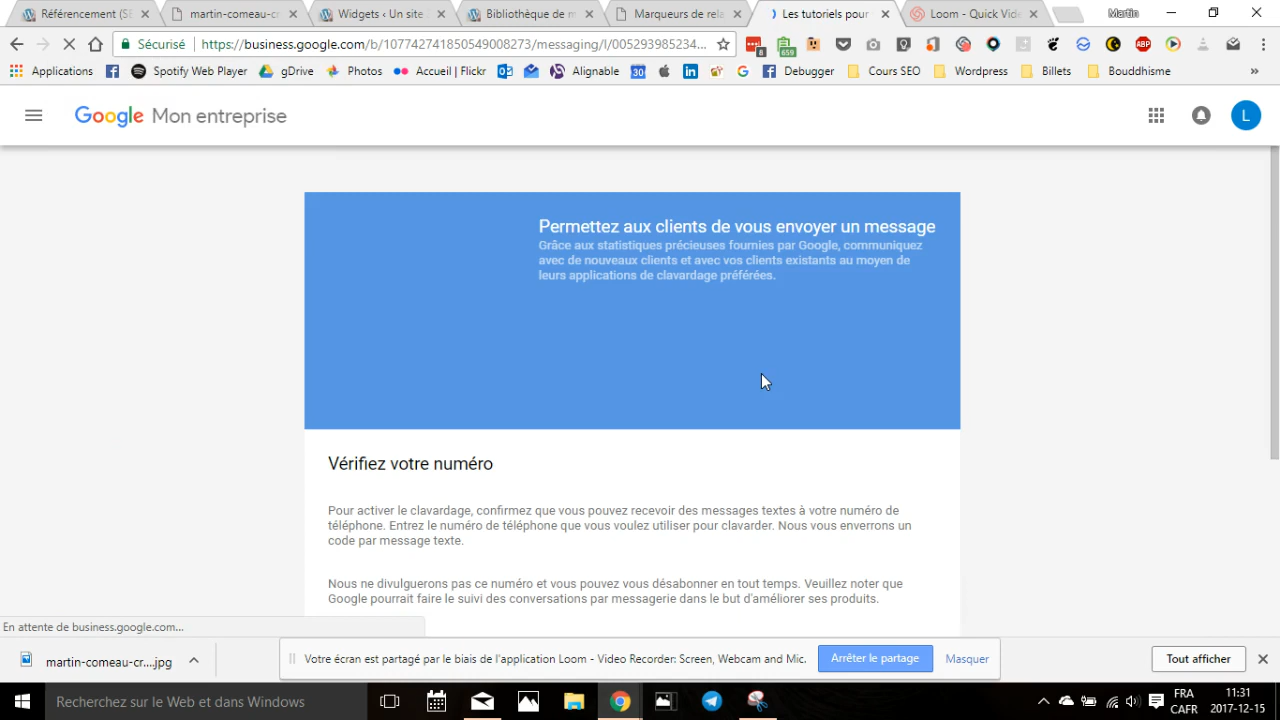 Référencement (SE
martin-comeau-cr
Widgets ‹ Un site
Bibliothèque de m
Marqueurs de rela
Les tutoriels pour
Loom - Quick Vid
Martin
Sécurisé
https://business.google.com/b/107742741850649008273/messaging/l/005293985234...
8
659
ABP
Applications
Spotify Web Player
gDrive
Photos
Accueil | Flickr
Alignable
30
Debugger
Cours SEO
Wordpress
Billets
Bouddhisme
»
Google Mon entreprise
L
Permettez aux clients de vous envoyer un message
Grâce aux statistiques précieuses fournies par Google, communiquez
avec de nouveaux clients et avec vos clients existants au moyen de
leurs applications de clavardage préférées.
Vérifiez votre numéro
Pour activer le clavardage, confirmez que vous pouvez recevoir des messages textes à votre numéro de
téléphone. Entrez le numéro de téléphone que vous voulez utiliser pour clavarder. Nous vous enverrons un
code par message texte.
Nous ne divulguerons pas ce numéro et vous pouvez vous désabonner en tout temps. Veuillez noter que
Google pourrait faire le suivi des conversations par messagerie dans le but d'améliorer ses produits.
En attente de business.google.com...
martin-comeau-cr....jpg
Votre écran est partagé par le biais de l'application Loom - Video Recorder: Screen, Webcam and Mic.
Arrêter le partage
Masquer
Tout afficher
Recherchez sur le Web et dans Windows
FRA
CAFR
11:31
2017-12-15